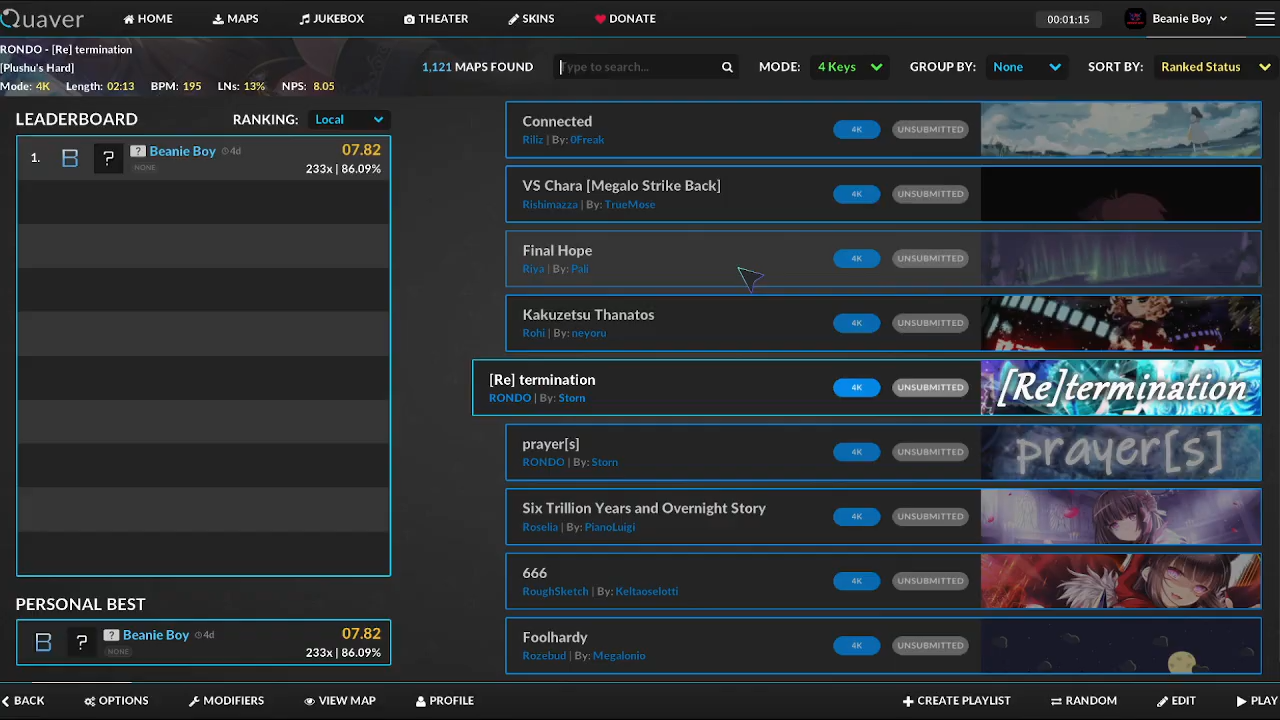 Quaver
HOME
MAPS
JUKEBOX
THEATER
SKINS
DONATE
00:01:15
Beanie Boy
RONDO - [Re] termination
[Plushu's Hard]
Mode: 4K Length: 02:13 BPM: 195 LNs: 13% NPS: 8.05
1,121 MAPS FOUND
Type to search...
MODE: 4 Keys
GROUP BY: None
SORT BY: Ranked Status
LEADERBOARD
RANKING: Local
1. B ? ? Beanie Boy 4d 07.82
NONE 233x | 86.09%
Connected
Riliz | By: 0Freak
4K UNSUBMITTED
VS Chara [Megalo Strike Back]
Rishimazza | By: TrueMose
4K UNSUBMITTED
Final Hope
Riya | By: Pali
4K UNSUBMITTED
Kakuzetsu Thanatos
Rohi | By: neyoru
4K UNSUBMITTED
[Re] termination
RONDO | By: Storn
4K UNSUBMITTED
[Re]termination
prayer[s]
RONDO | By: Storn
4K UNSUBMITTED
prayer[s]
Six Trillion Years and Overnight Story
Roselia | By: PianoLuigi
4K UNSUBMITTED
666
RoughSketch | By: Keltaoselotti
4K UNSUBMITTED
Foolhardy
Rozebud | By: Megalonio
4K UNSUBMITTED
PERSONAL BEST
B ? ? Beanie Boy 4d 07.82
NONE 233x | 86.09%
BACK
OPTIONS
MODIFIERS
VIEW MAP
PROFILE
CREATE PLAYLIST
RANDOM
EDIT
PLAY